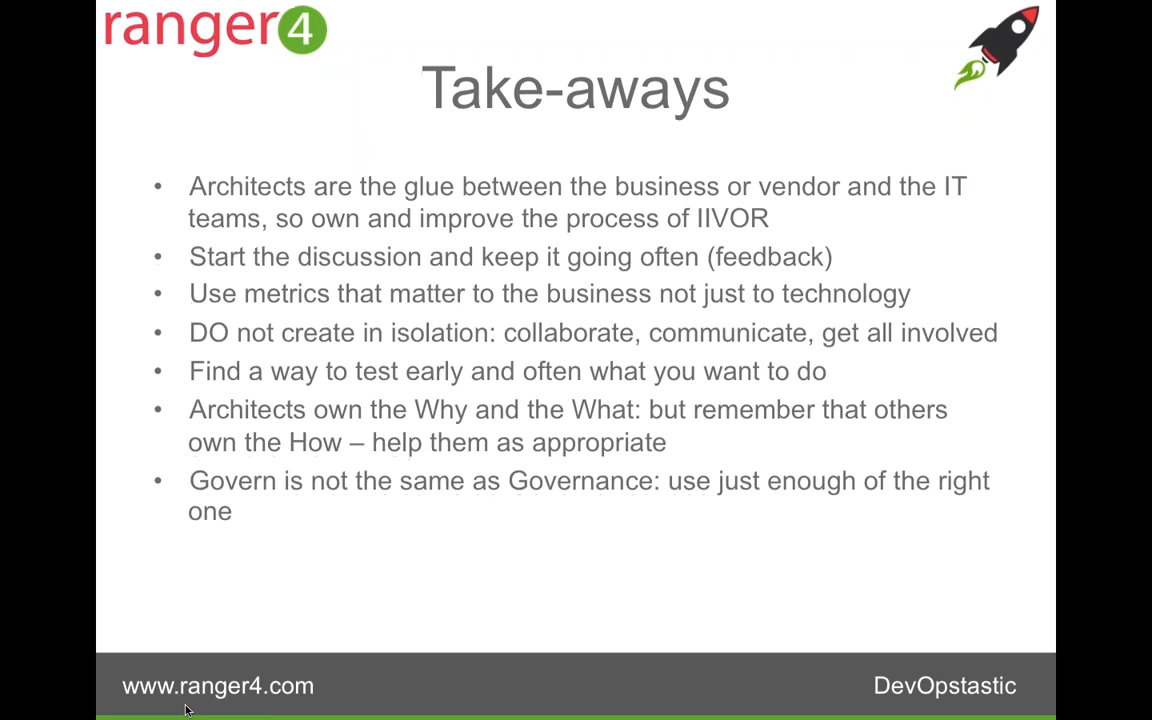 ranger4
Take-aways
• Architects are the glue between the business or vendor and the IT
teams, so own and improve the process of IIVOR
• Start the discussion and keep it going often (feedback)
• Use metrics that matter to the business not just to technology
• DO not create in isolation: collaborate, communicate, get all involved
• Find a way to test early and often what you want to do
• Architects own the Why and the What: but remember that others
own the How – help them as appropriate
• Govern is not the same as Governance: use just enough of the right
one
www.ranger4.com
DevOpstastic